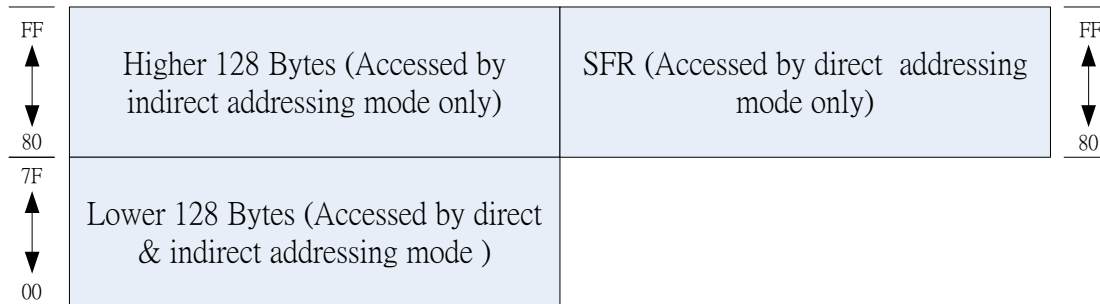 FF
80
7F
00
Higher 128 Bytes (Accessed by
indirect addressing mode only)
SFR (Accessed by direct addressing
mode only)
FF
80
Lower 128 Bytes (Accessed by direct
& indirect addressing mode )